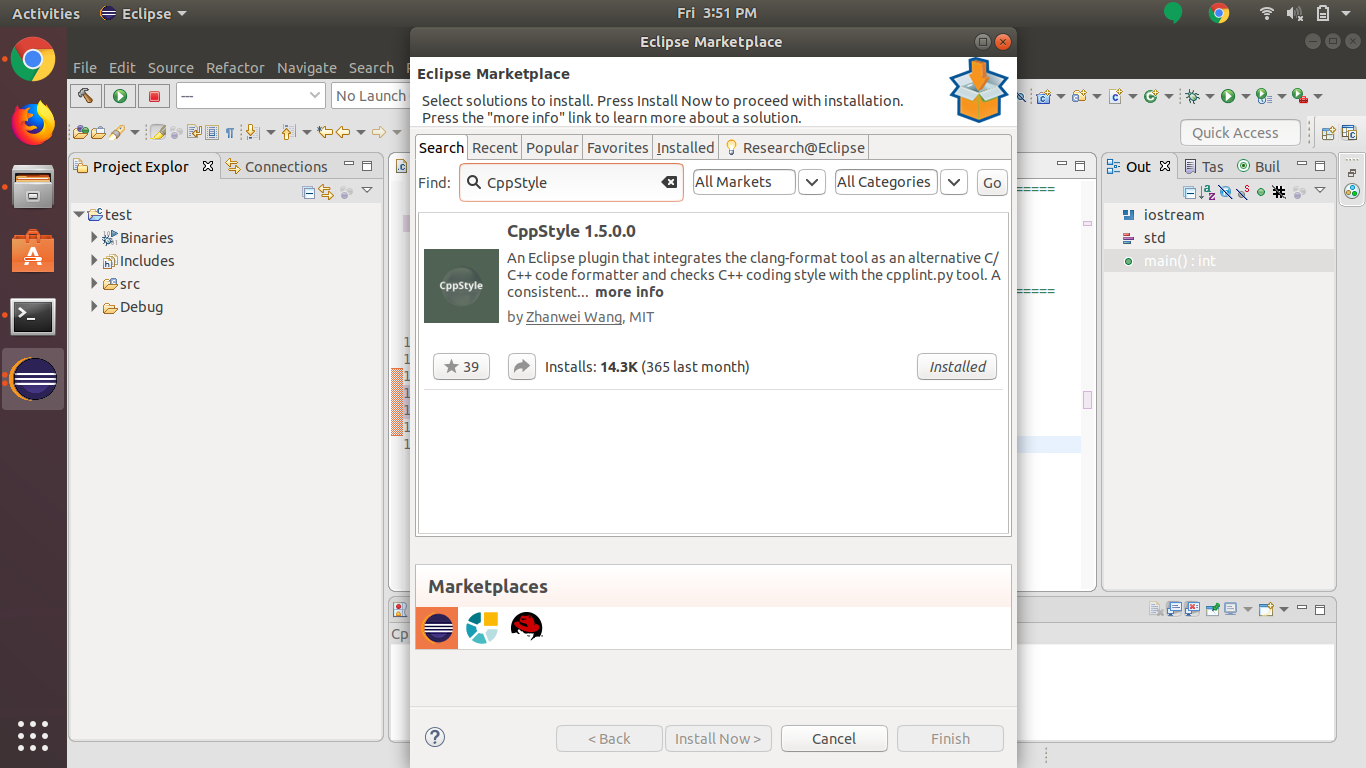 Activities
Eclipse
Fri 3:51 PM
Eclipse Marketplace
File Edit Source Refactor Navigate Search
Eclipse Marketplace
Select solutions to install. Press Install Now to proceed with installation.
Press the "more info" link to learn more about a solution.
---
No Launch
Quick Access
Project Explor
Connections
Search Recent Popular Favorites Installed Research@Eclipse
Out Tas Buil
Find: CppStyle All Markets All Categories Go
test
Binaries
Includes
src
Debug
CppStyle 1.5.0.0
An Eclipse plugin that integrates the clang-format tool as an alternative C/
C++ code formatter and checks C++ coding style with the cpplint.py tool. A
consistent... more info
by Zhanwei Wang, MIT
CppStyle
39
Installs: 14.3K (365 last month)
Installed
iostream
std
main() : int
Marketplaces
Cp
< Back Install Now > Cancel Finish